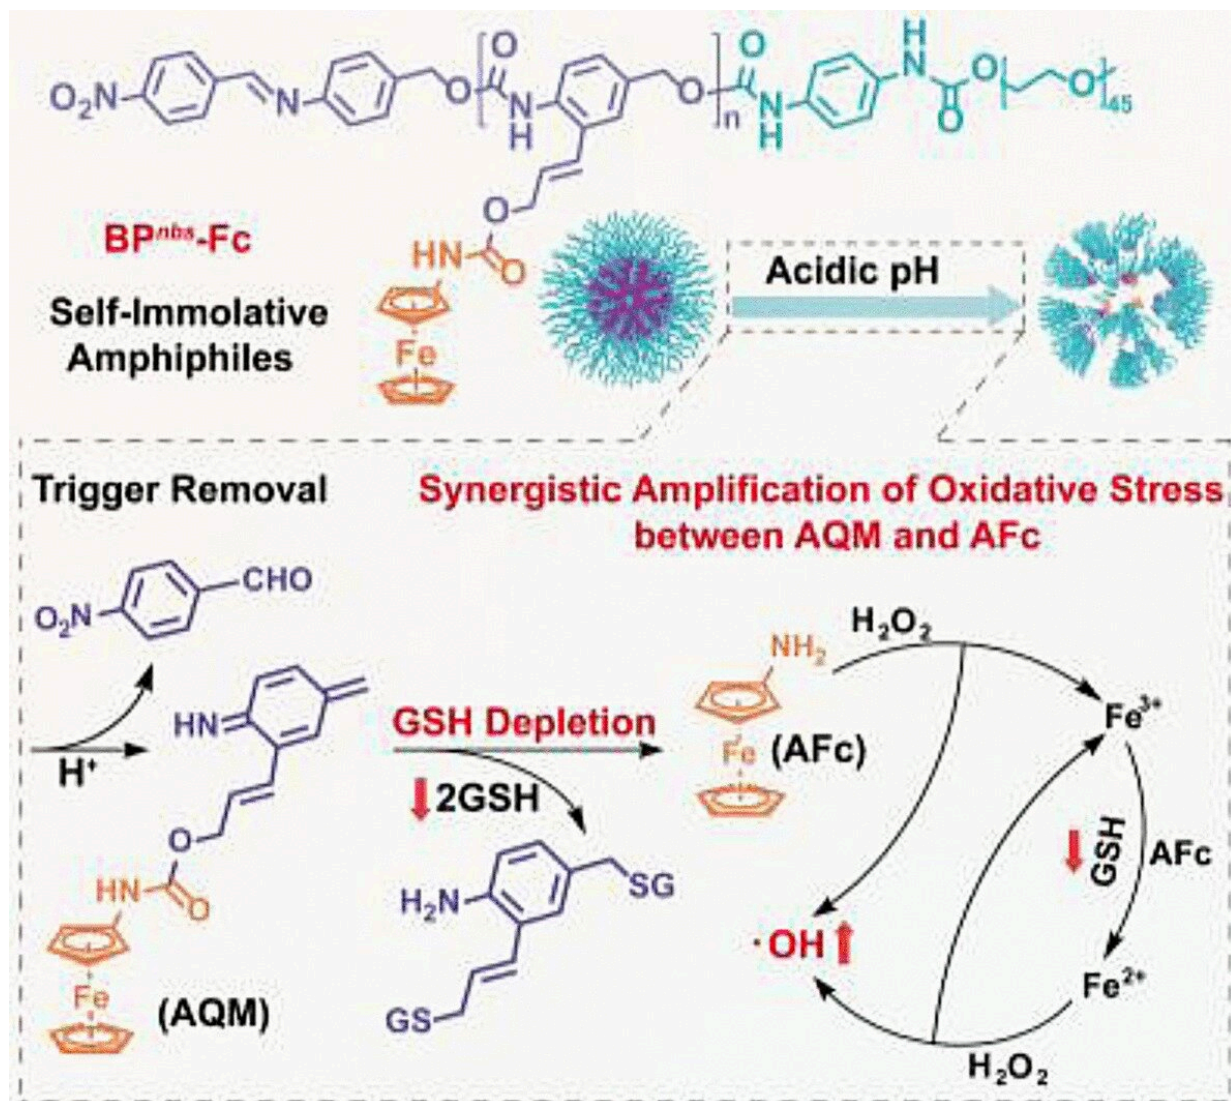 O₂N
N
O
O
N
H
O
n
O
N
H
H
N
O
O
O
45
O
O
HN
Fe
BPⁿᵇˢ-Fc
Self-Immolative
Amphiphiles
Acidic pH
Trigger Removal
Synergistic Amplification of Oxidative Stress
between AQM and AFc
O₂N
CHO
H⁺
HN
O
HN
O
Fe
(AQM)
GSH Depletion
2GSH
H₂N
SG
GS
NH₂
Fe
(AFc)
H₂O₂
Fe³⁺
GSH
AFc
·OH
Fe²⁺
H₂O₂